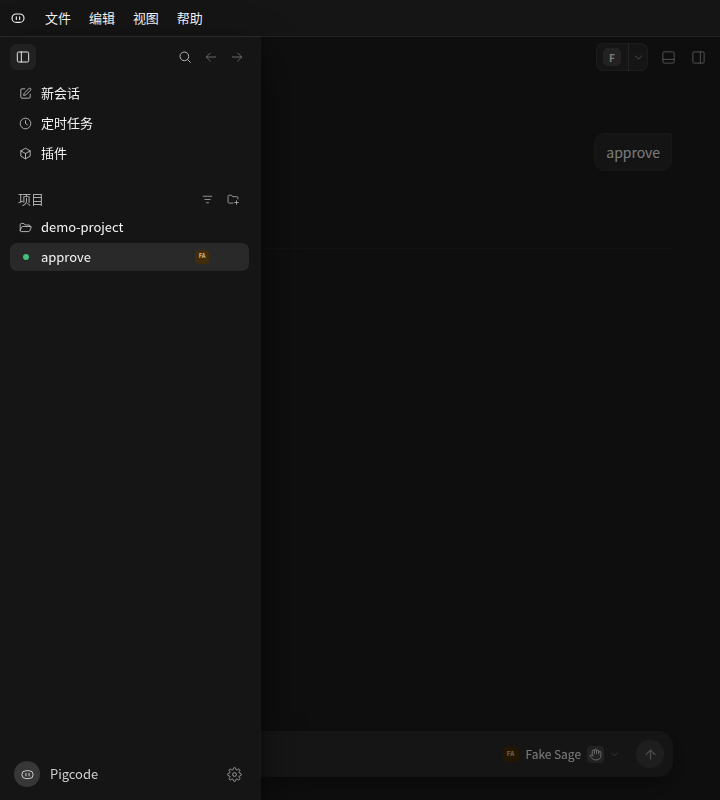 文件 编辑 视图 帮助
F
新会话
定时任务
插件
approve
项目
demo-project
approve FA
FA Fake Sage
Pigcode